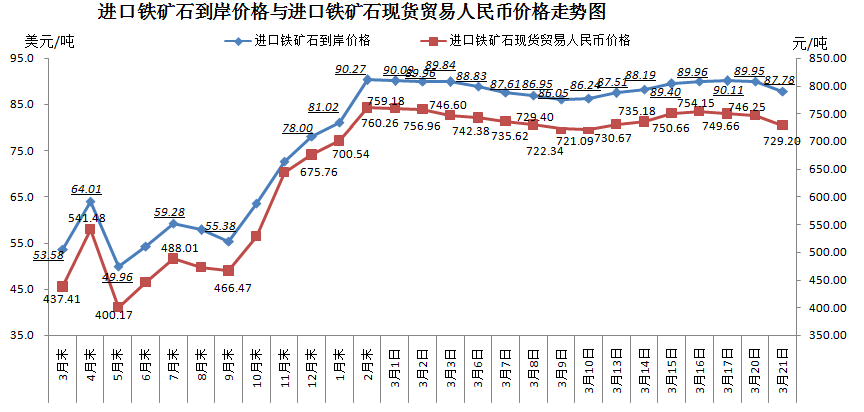 进口铁矿石到岸价格与进口铁矿石现货贸易人民币价格走势图
美元/吨
元/吨
进口铁矿石到岸价格
进口铁矿石现货贸易人民币价格
95.0
85.0
75.0
65.0
55.0
45.0
35.0
850.00
800.00
750.00
700.00
650.00
600.00
550.00
500.00
450.00
400.00
350.00
53.58
64.01
49.96
59.28
55.38
78.00
81.02
90.27
90.09
89.96
89.84
88.83
87.61
86.95
86.05
86.24
87.51
88.19
89.40
89.96
90.11
89.95
87.78
437.41
541.48
400.17
488.01
466.47
675.76
700.54
760.26
759.18
756.96
746.60
742.38
735.62
729.40
722.34
721.09
730.67
735.18
750.66
754.15
749.66
746.25
729.20
3月末
4月末
5月末
6月末
7月末
8月末
9月末
10月末
11月末
12月末
1月末
2月末
3月1日
3月2日
3月3日
3月6日
3月7日
3月8日
3月9日
3月10日
3月13日
3月14日
3月15日
3月16日
3月17日
3月20日
3月21日